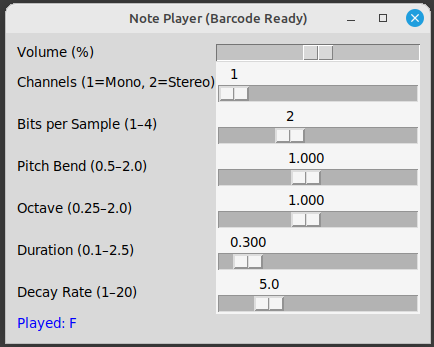 Note Player (Barcode Ready)
Volume (%)
Channels (1=Mono, 2=Stereo) 1
Bits per Sample (1–4) 2
Pitch Bend (0.5–2.0) 1.000
Octave (0.25–2.0) 1.000
Duration (0.1–2.5) 0.300
Decay Rate (1–20) 5.0
Played: F